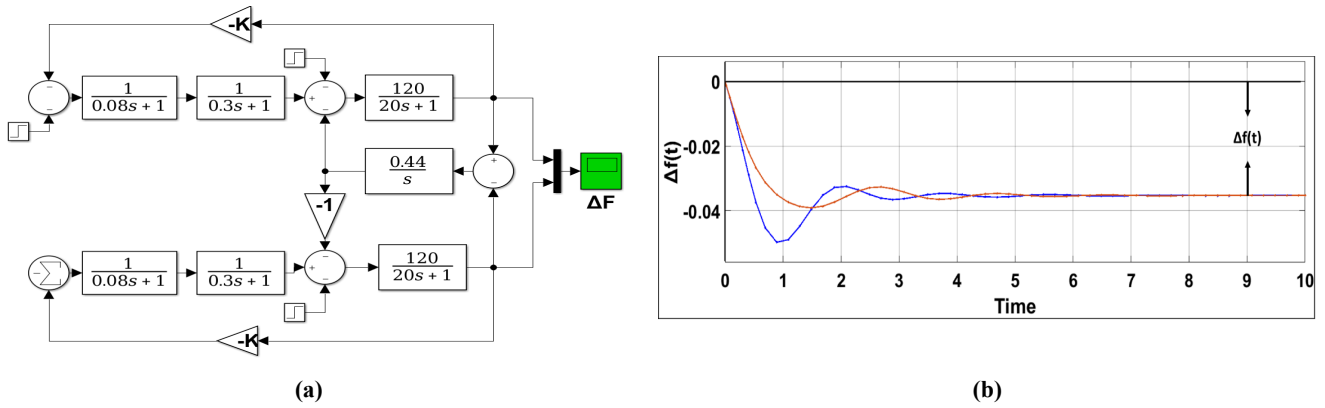 -K
1
0.08s + 1
1
0.3s + 1
120
20s + 1
0.44
s
-1
ΔF
1
0.08s + 1
1
0.3s + 1
120
20s + 1
-K
(a)
Δf(t)
0
-0.02
-0.04
Δf(t)
0 1 2 3 4 5 6 7 8 9 10
Time
(b)